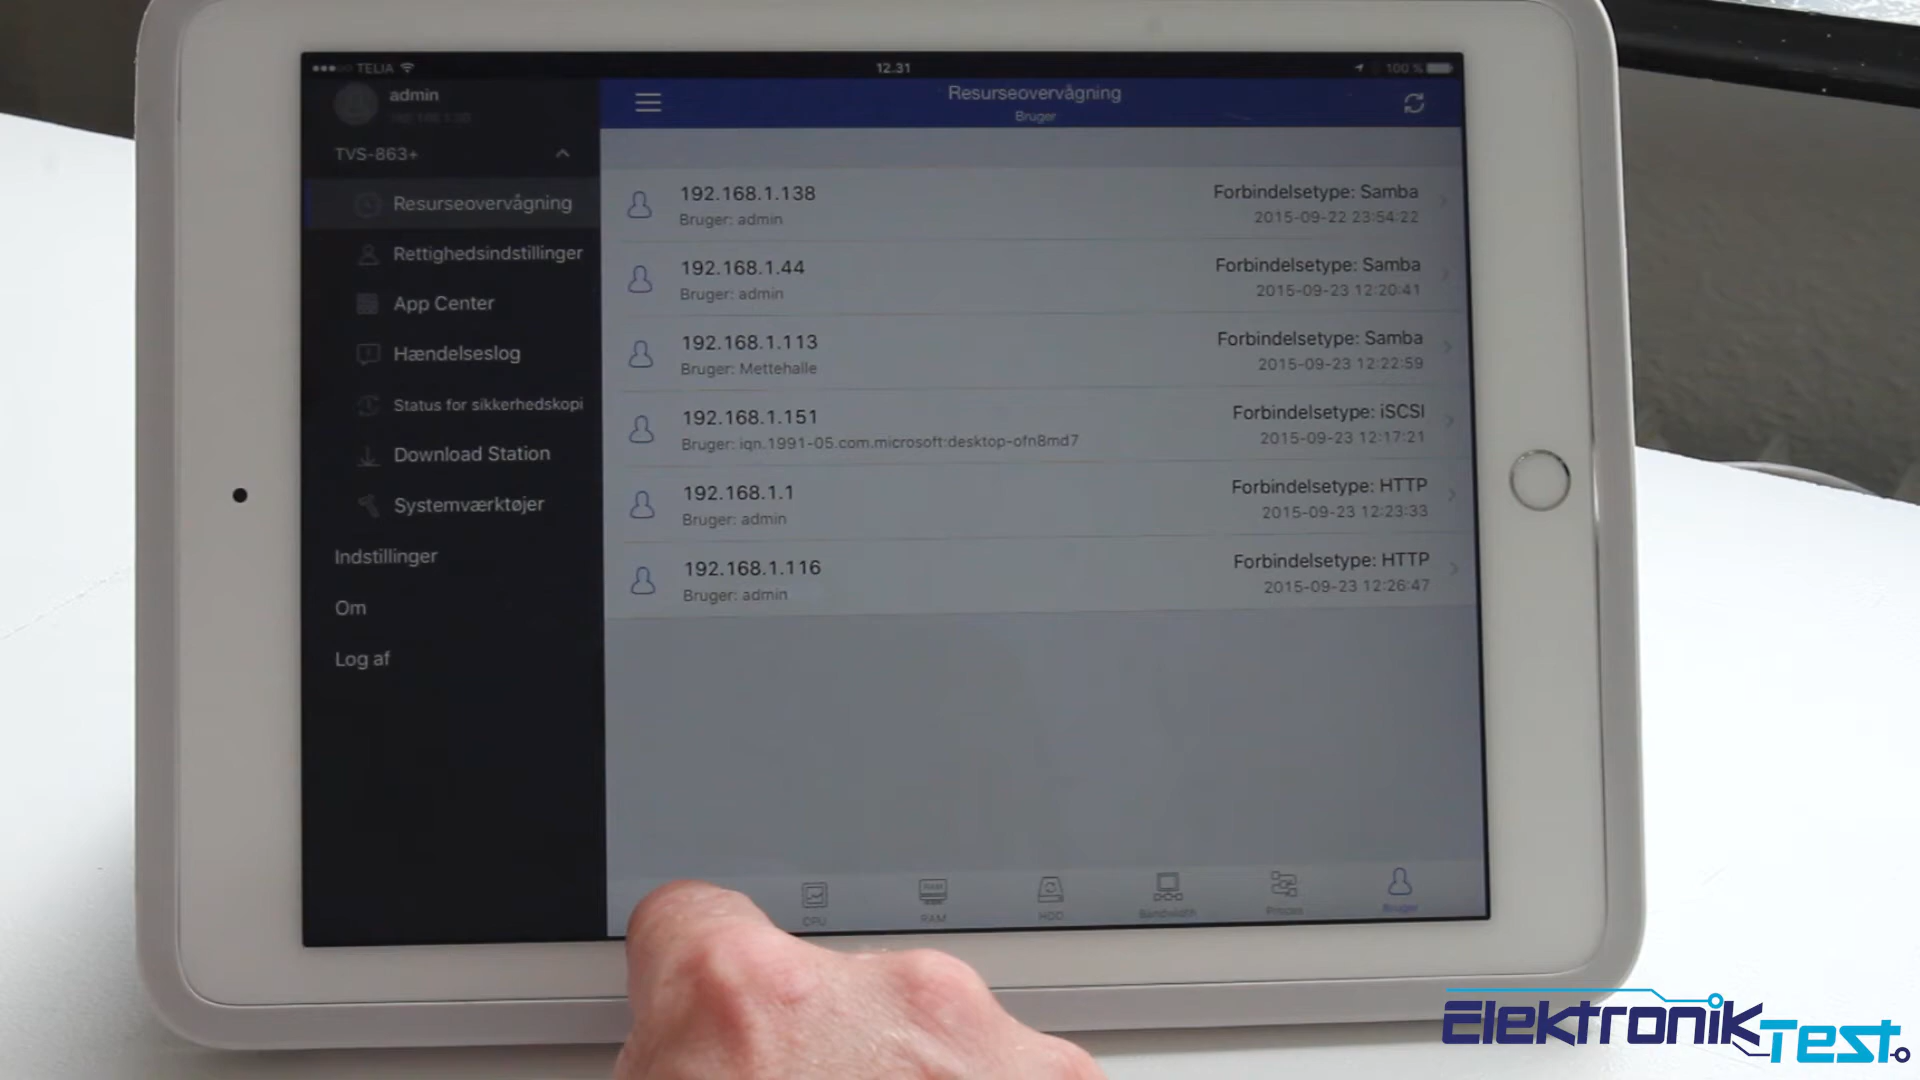 TELIA
12.31
100 %
admin
TVS-863+
Resurseovervågning
Rettighedsindstillinger
App Center
Hændelseslog
Status for sikkerhedskopi
Download Station
Systemværktøjer
Indstillinger
Om
Log af
Resurseovervågning
Bruger
192.168.1.138
Bruger: admin
Forbindelsetype: Samba
2015-09-22 23:54:22
192.168.1.44
Bruger: admin
Forbindelsetype: Samba
2015-09-23 12:20:41
192.168.1.113
Bruger: Mettehalle
Forbindelsetype: Samba
2015-09-23 12:22:59
192.168.1.151
Bruger: iqn.1991-05.com.microsoft:desktop-ofn8md7
Forbindelsetype: iSCSI
2015-09-23 12:17:21
192.168.1.1
Bruger: admin
Forbindelsetype: HTTP
2015-09-23 12:23:33
192.168.1.116
Bruger: admin
Forbindelsetype: HTTP
2015-09-23 12:26:47
CPU
RAM
RAM
HDD
Bandwidth
Bruger
Elektronik
Test